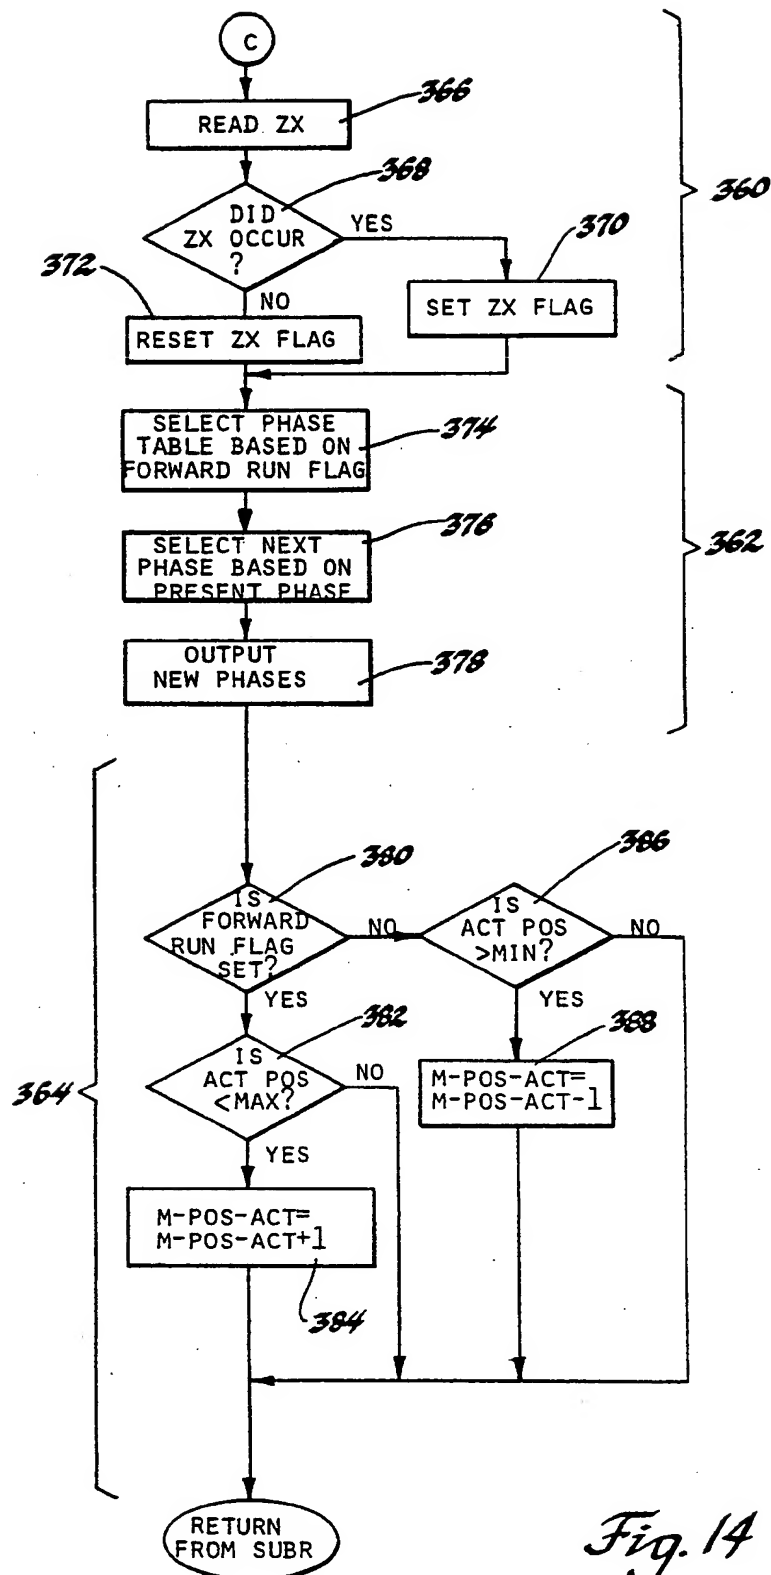 C
366
READ ZX
368
DID
ZX OCCUR
?
YES
360
370
372
NO
SET ZX FLAG
RESET ZX FLAG
SELECT PHASE
TABLE BASED ON
FORWARD RUN FLAG
374
376
SELECT NEXT
PHASE BASED ON
PRESENT PHASE
362
OUTPUT
NEW PHASES
378
380
386
IS
FORWARD
RUN FLAG
SET?
NO
IS
ACT POS
>MIN?
NO
YES
YES
382
388
IS
ACT POS
<MAX?
NO
M-POS-ACT=
M-POS-ACT-1
364
YES
M-POS-ACT=
M-POS-ACT+1
384
RETURN
FROM SUBR
Fig. 14